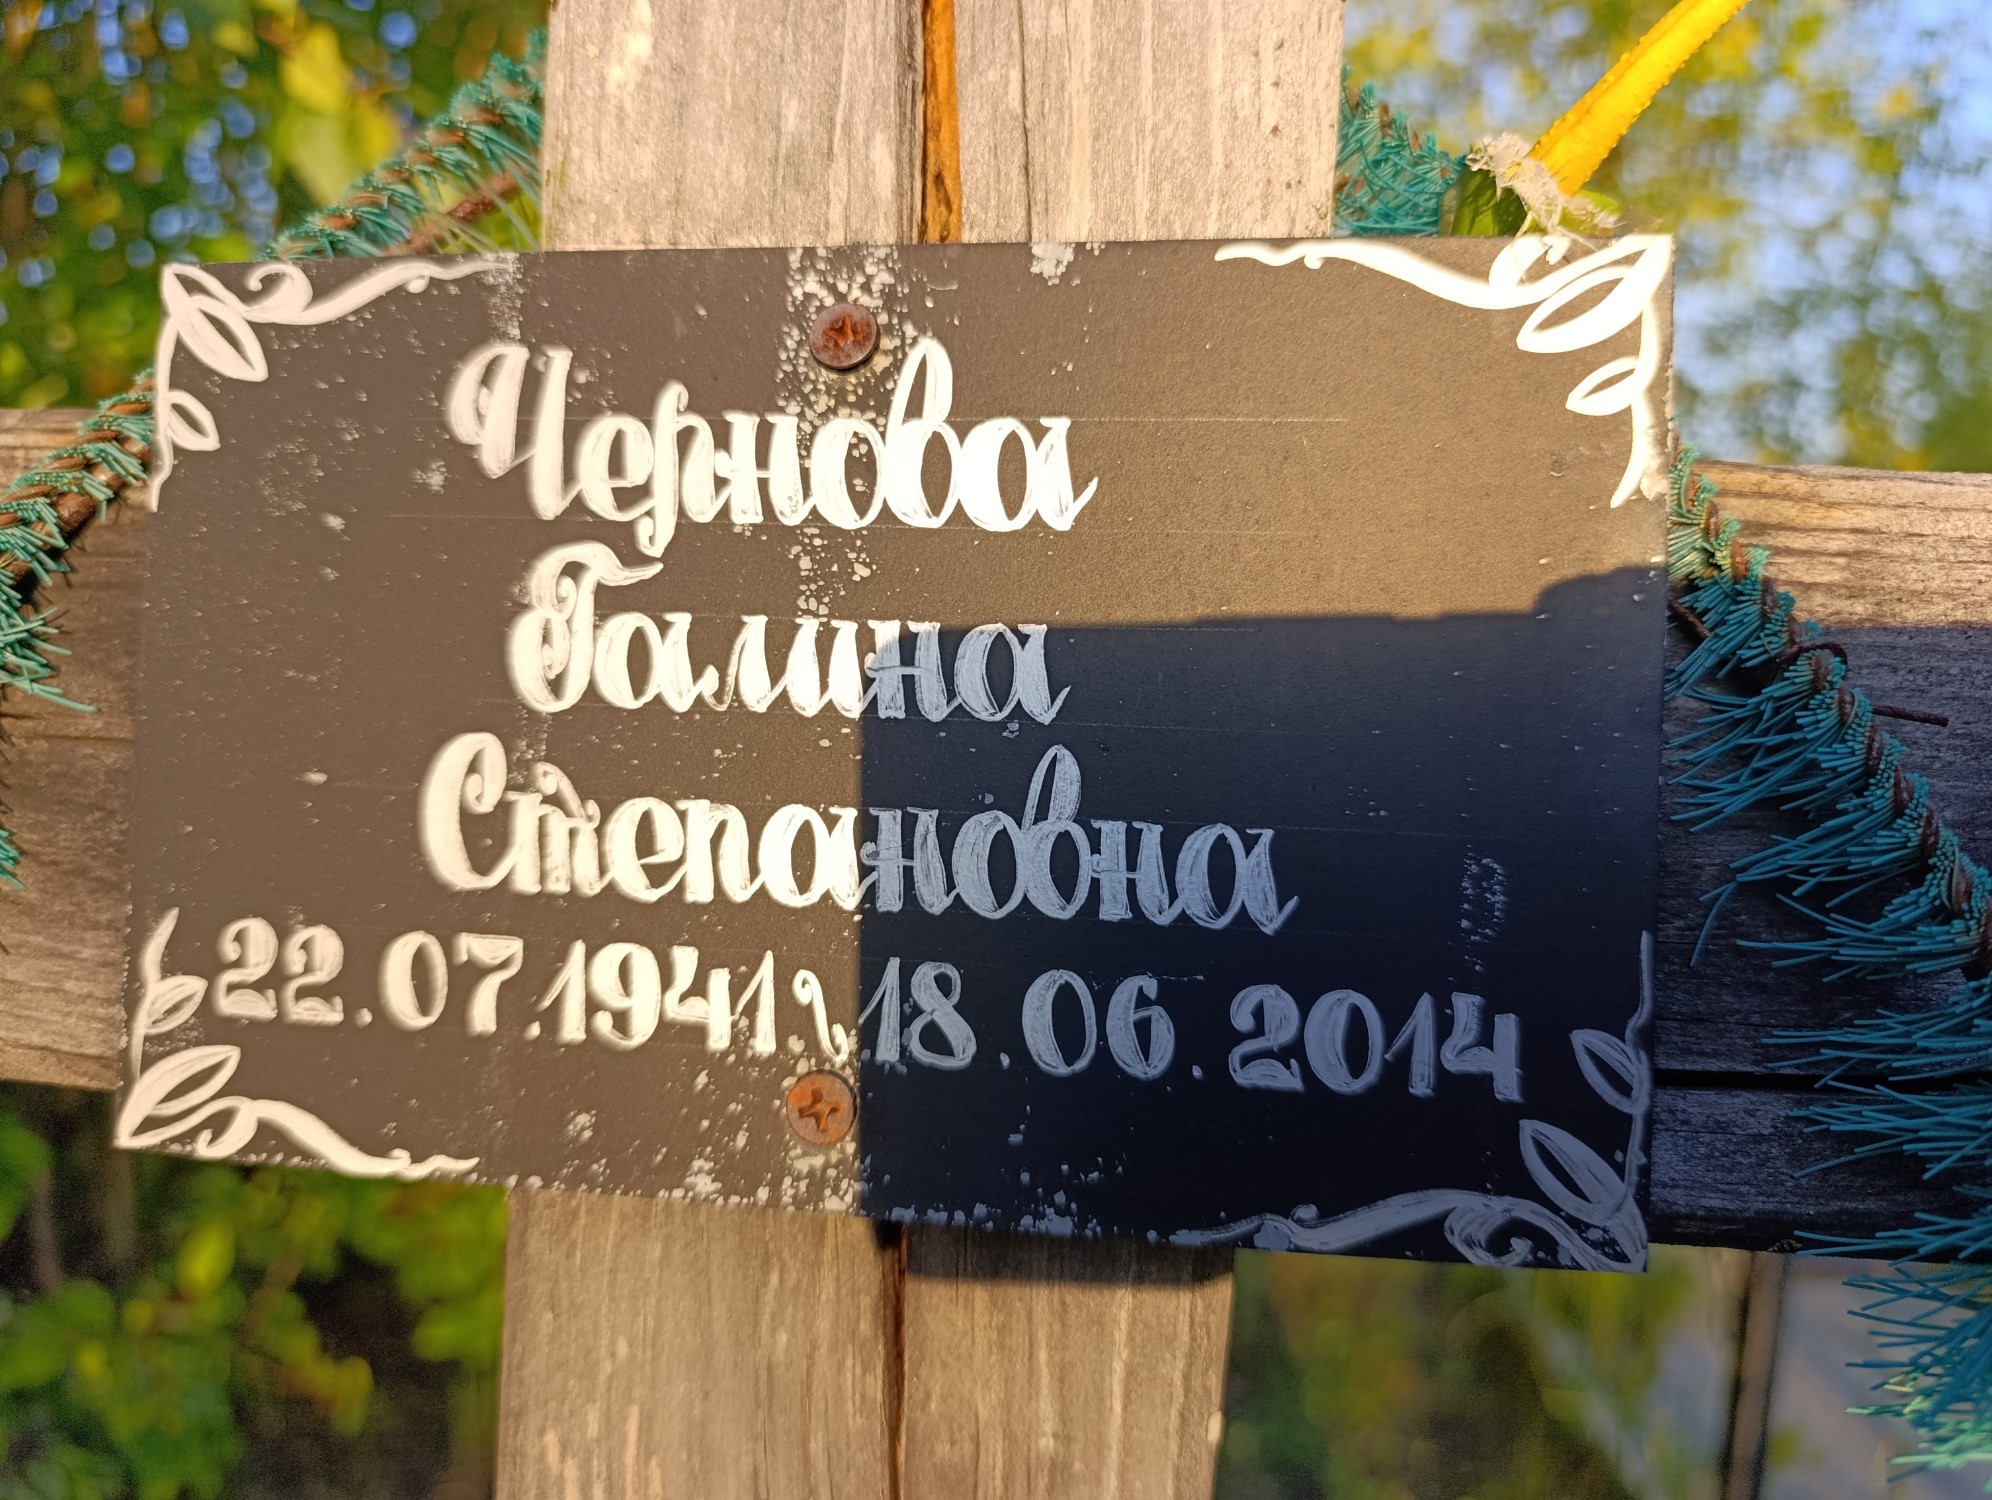 Чернова
Галина
Степановна
22.07.1941 ~ 18.06.2014